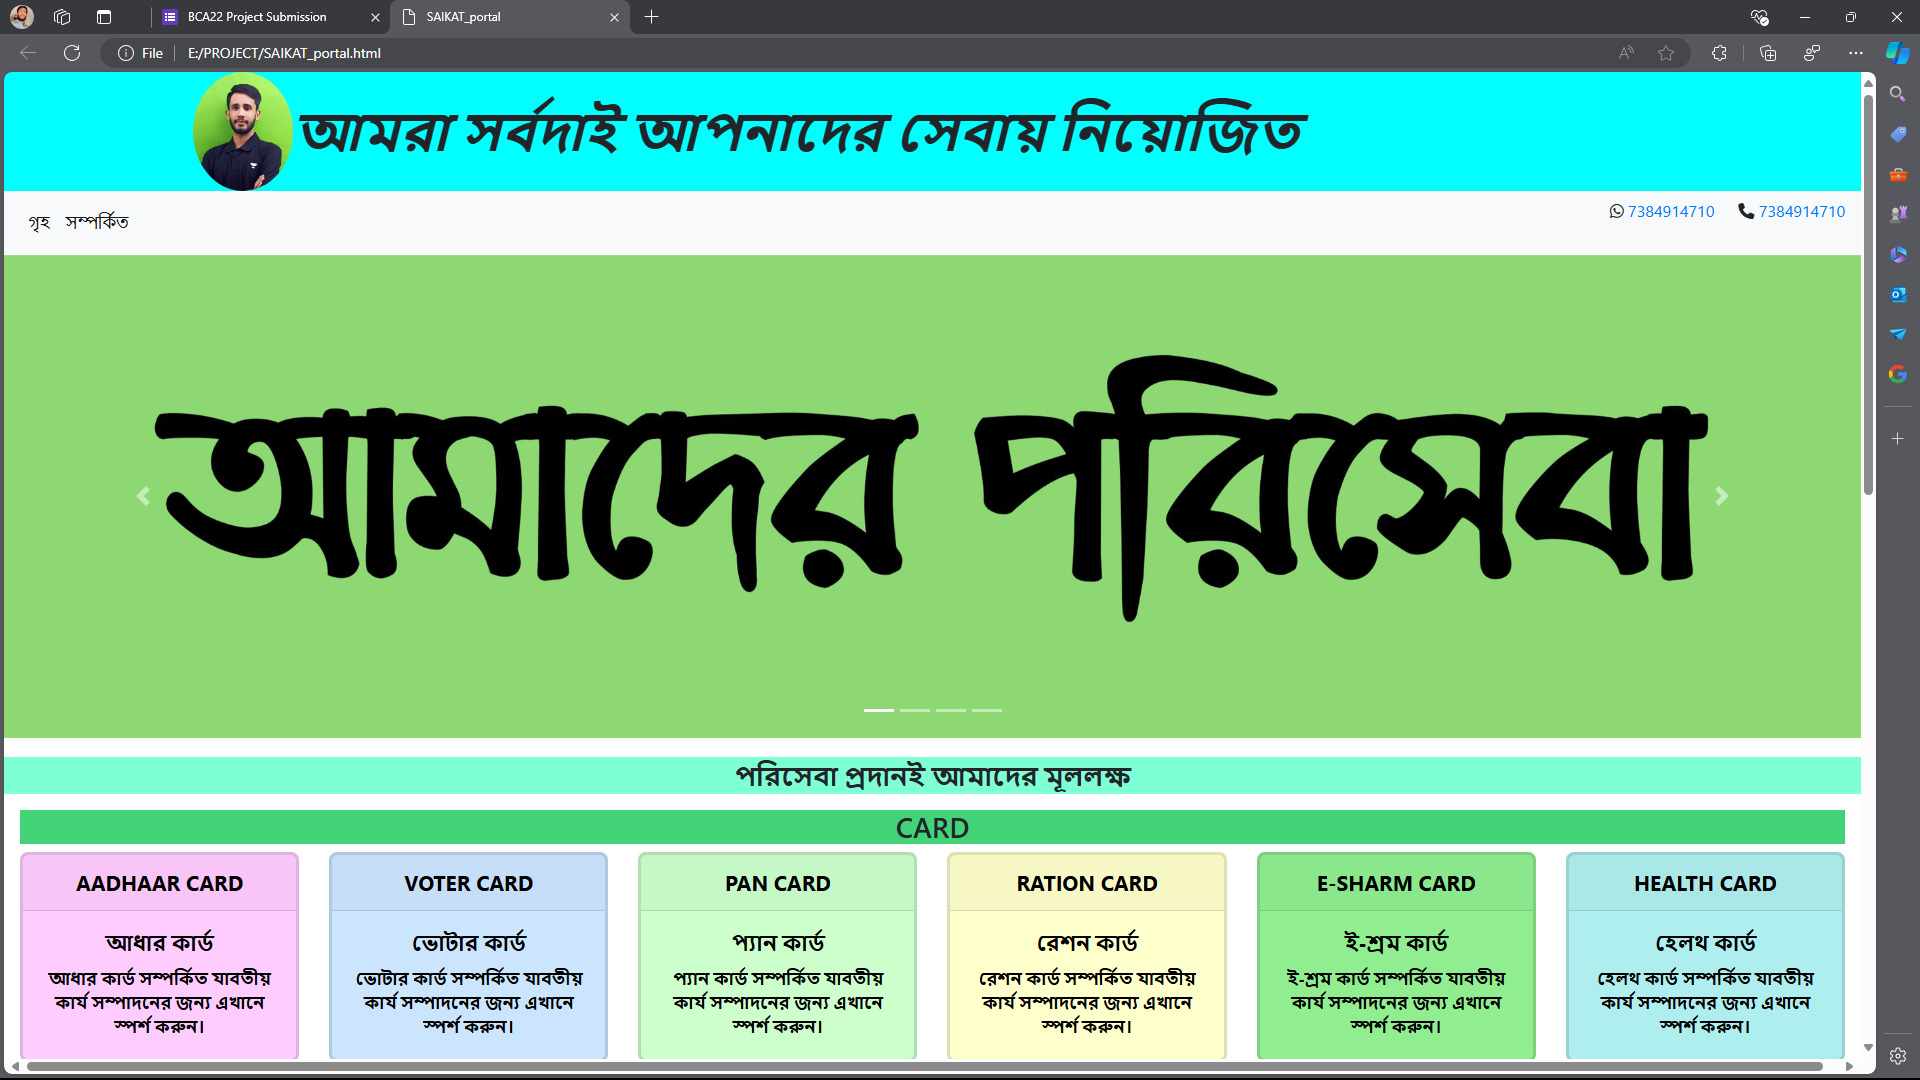 BCA22 Project Submission
SAIKAT_portal
File
E:/PROJECT/SAIKAT_portal.html
আমরা সর্বদাই আপনাদের সেবায় নিয়োজিত
গৃহ সম্পর্কিত
7384914710 7384914710
আমাদের পরিসেবা
পরিসেবা প্রদানই আমাদের মূললক্ষ
CARD
AADHAAR CARD
আধার কার্ড
আধার কার্ড সম্পর্কিত যাবতীয়
কার্য সম্পাদনের জন্য এখানে
স্পর্শ করুন।
VOTER CARD
ভোটার কার্ড
ভোটার কার্ড সম্পর্কিত যাবতীয়
কার্য সম্পাদনের জন্য এখানে
স্পর্শ করুন।
PAN CARD
প্যান কার্ড
প্যান কার্ড সম্পর্কিত যাবতীয়
কার্য সম্পাদনের জন্য এখানে
স্পর্শ করুন।
RATION CARD
রেশন কার্ড
রেশন কার্ড সম্পর্কিত যাবতীয়
কার্য সম্পাদনের জন্য এখানে
স্পর্শ করুন।
E-SHARM CARD
ই-শ্রম কার্ড
ই-শ্রম কার্ড সম্পর্কিত যাবতীয়
কার্য সম্পাদনের জন্য এখানে
স্পর্শ করুন।
HEALTH CARD
হেলথ কার্ড
হেলথ কার্ড সম্পর্কিত যাবতীয়
কার্য সম্পাদনের জন্য এখানে
স্পর্শ করুন।